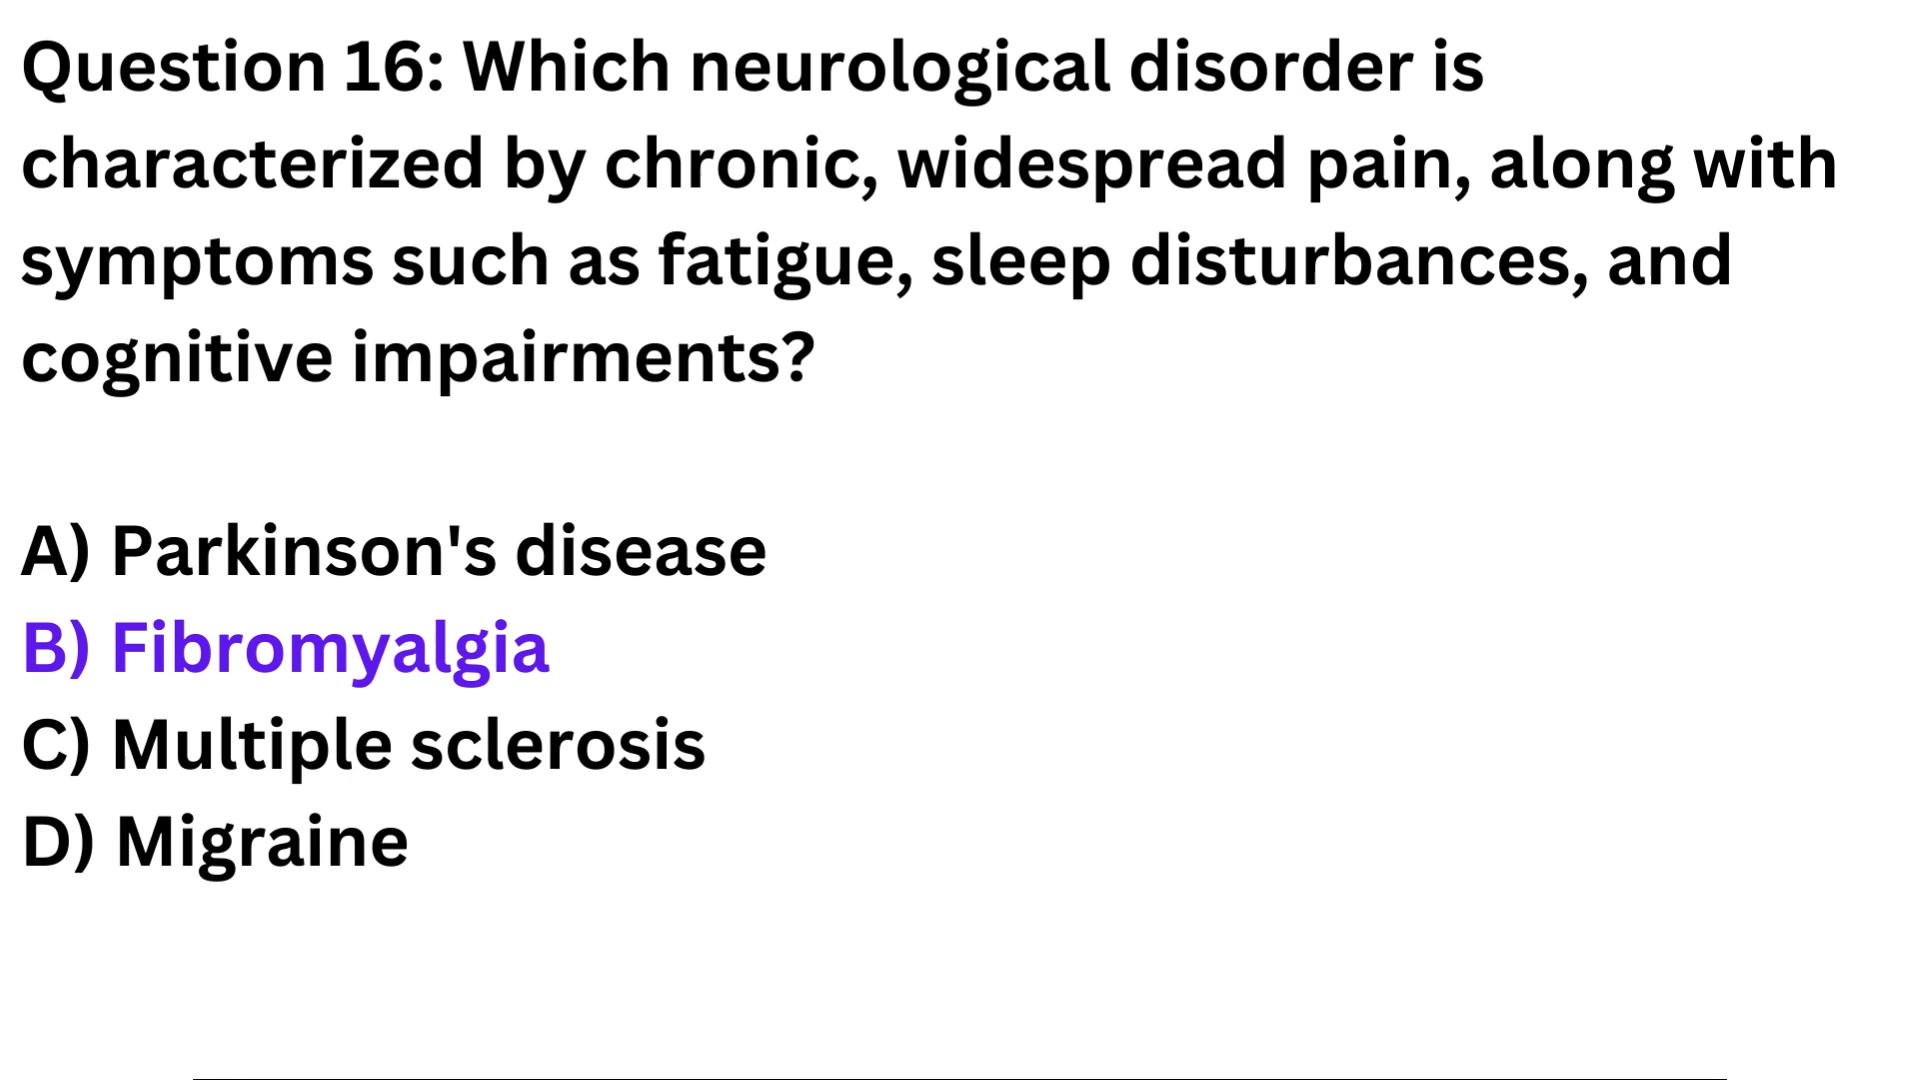 Question 16: Which neurological disorder is
characterized by chronic, widespread pain, along with
symptoms such as fatigue, sleep disturbances, and
cognitive impairments?
A) Parkinson's disease
B) Fibromyalgia
C) Multiple sclerosis
D) Migraine